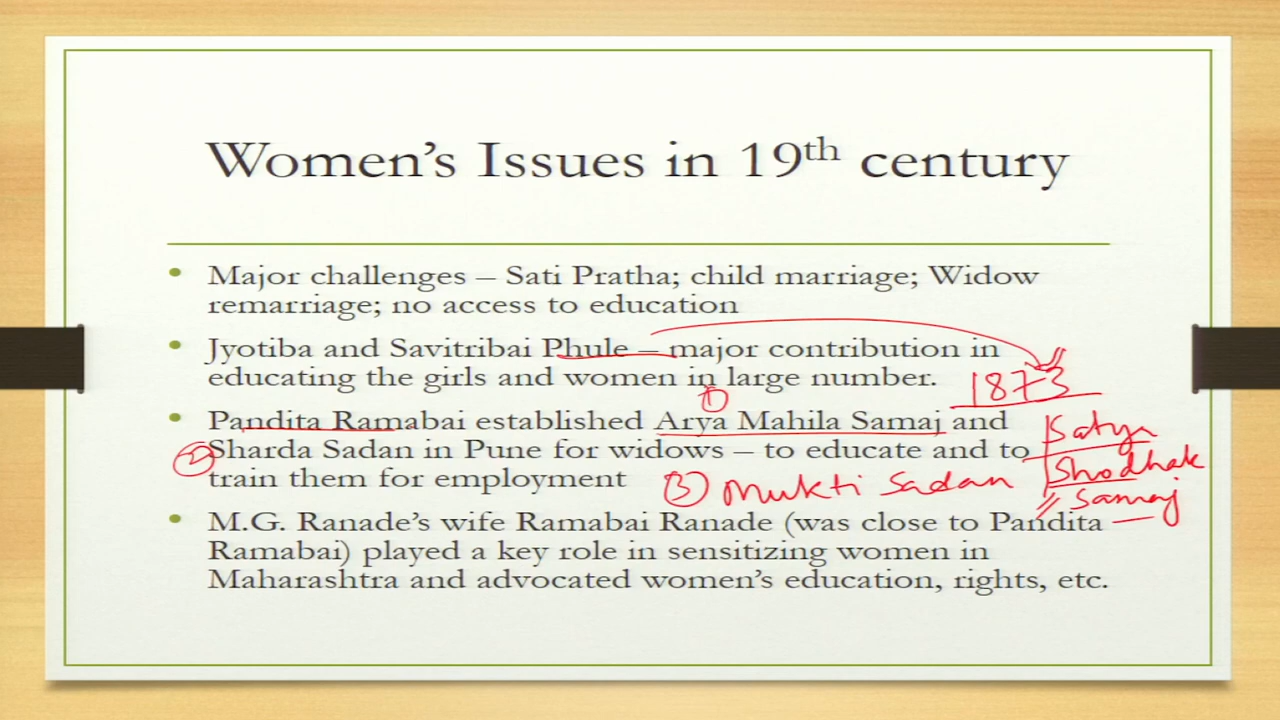 Women's Issues in 19th century
• Major challenges – Sati Pratha; child marriage; Widow
remarriage; no access to education
• Jyotiba and Savitribai Phule – major contribution in
educating the girls and women in large number.
1873
①
• Pandita Ramabai established Arya Mahila Samaj and
Satya
② Sharda Sadan in Pune for widows – to educate and to
Shodhak
train them for employment
③ Mukti Sadan
Samaj
• M.G. Ranade's wife Ramabai Ranade (was close to Pandita
Ramabai) played a key role in sensitizing women in
Maharashtra and advocated women's education, rights, etc.